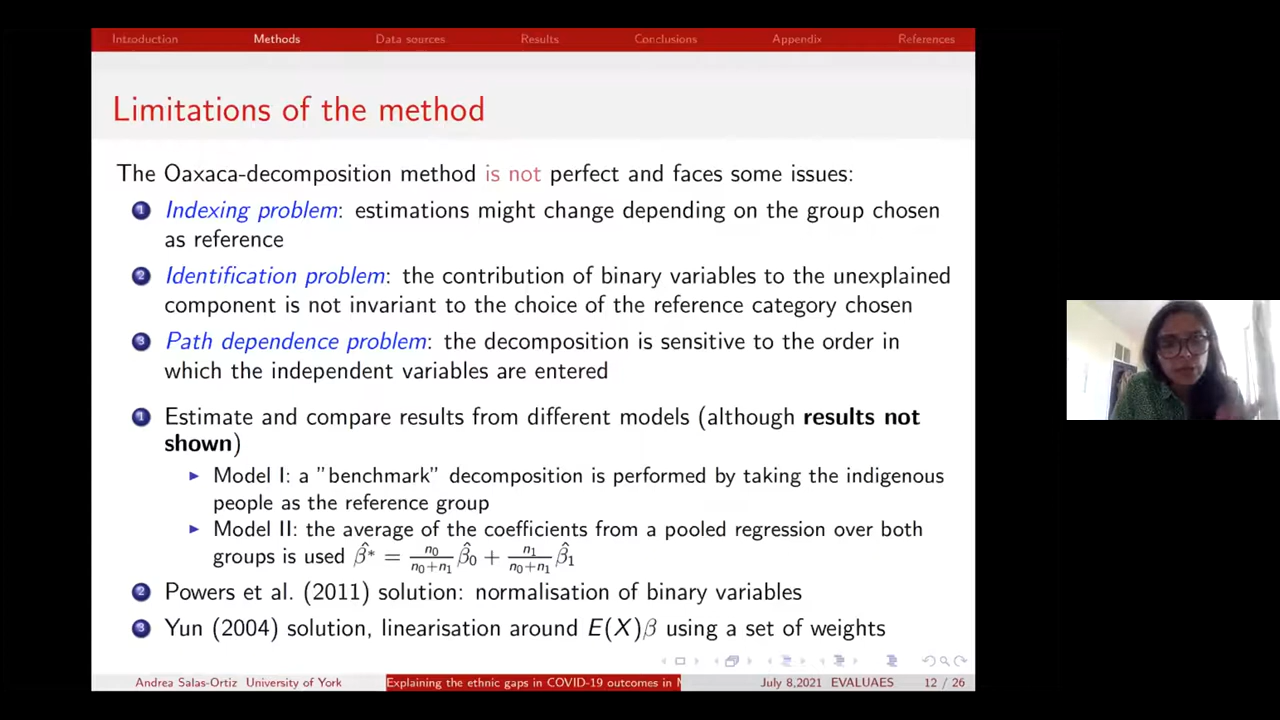 Introduction Methods Data sources Results Conclusions Appendix References
Limitations of the method
The Oaxaca-decomposition method is not perfect and faces some issues:
1 Indexing problem: estimations might change depending on the group chosen
as reference
2 Identification problem: the contribution of binary variables to the unexplained
component is not invariant to the choice of the reference category chosen
3 Path dependence problem: the decomposition is sensitive to the order in
which the independent variables are entered
1 Estimate and compare results from different models (although results not
shown)
Model I: a "benchmark" decomposition is performed by taking the indigenous
people as the reference group
Model II: the average of the coefficients from a pooled regression over both
groups is used β̂* = n₀/(n₀+n₁) β̂₀ + n₁/(n₀+n₁) β̂₁
2 Powers et al. (2011) solution: normalisation of binary variables
3 Yun (2004) solution, linearisation around E(X)β using a set of weights
Andrea Salas-Ortiz University of York Explaining the ethnic gaps in COVID-19 outcomes in July 8,2021 EVALUAES 12 / 26